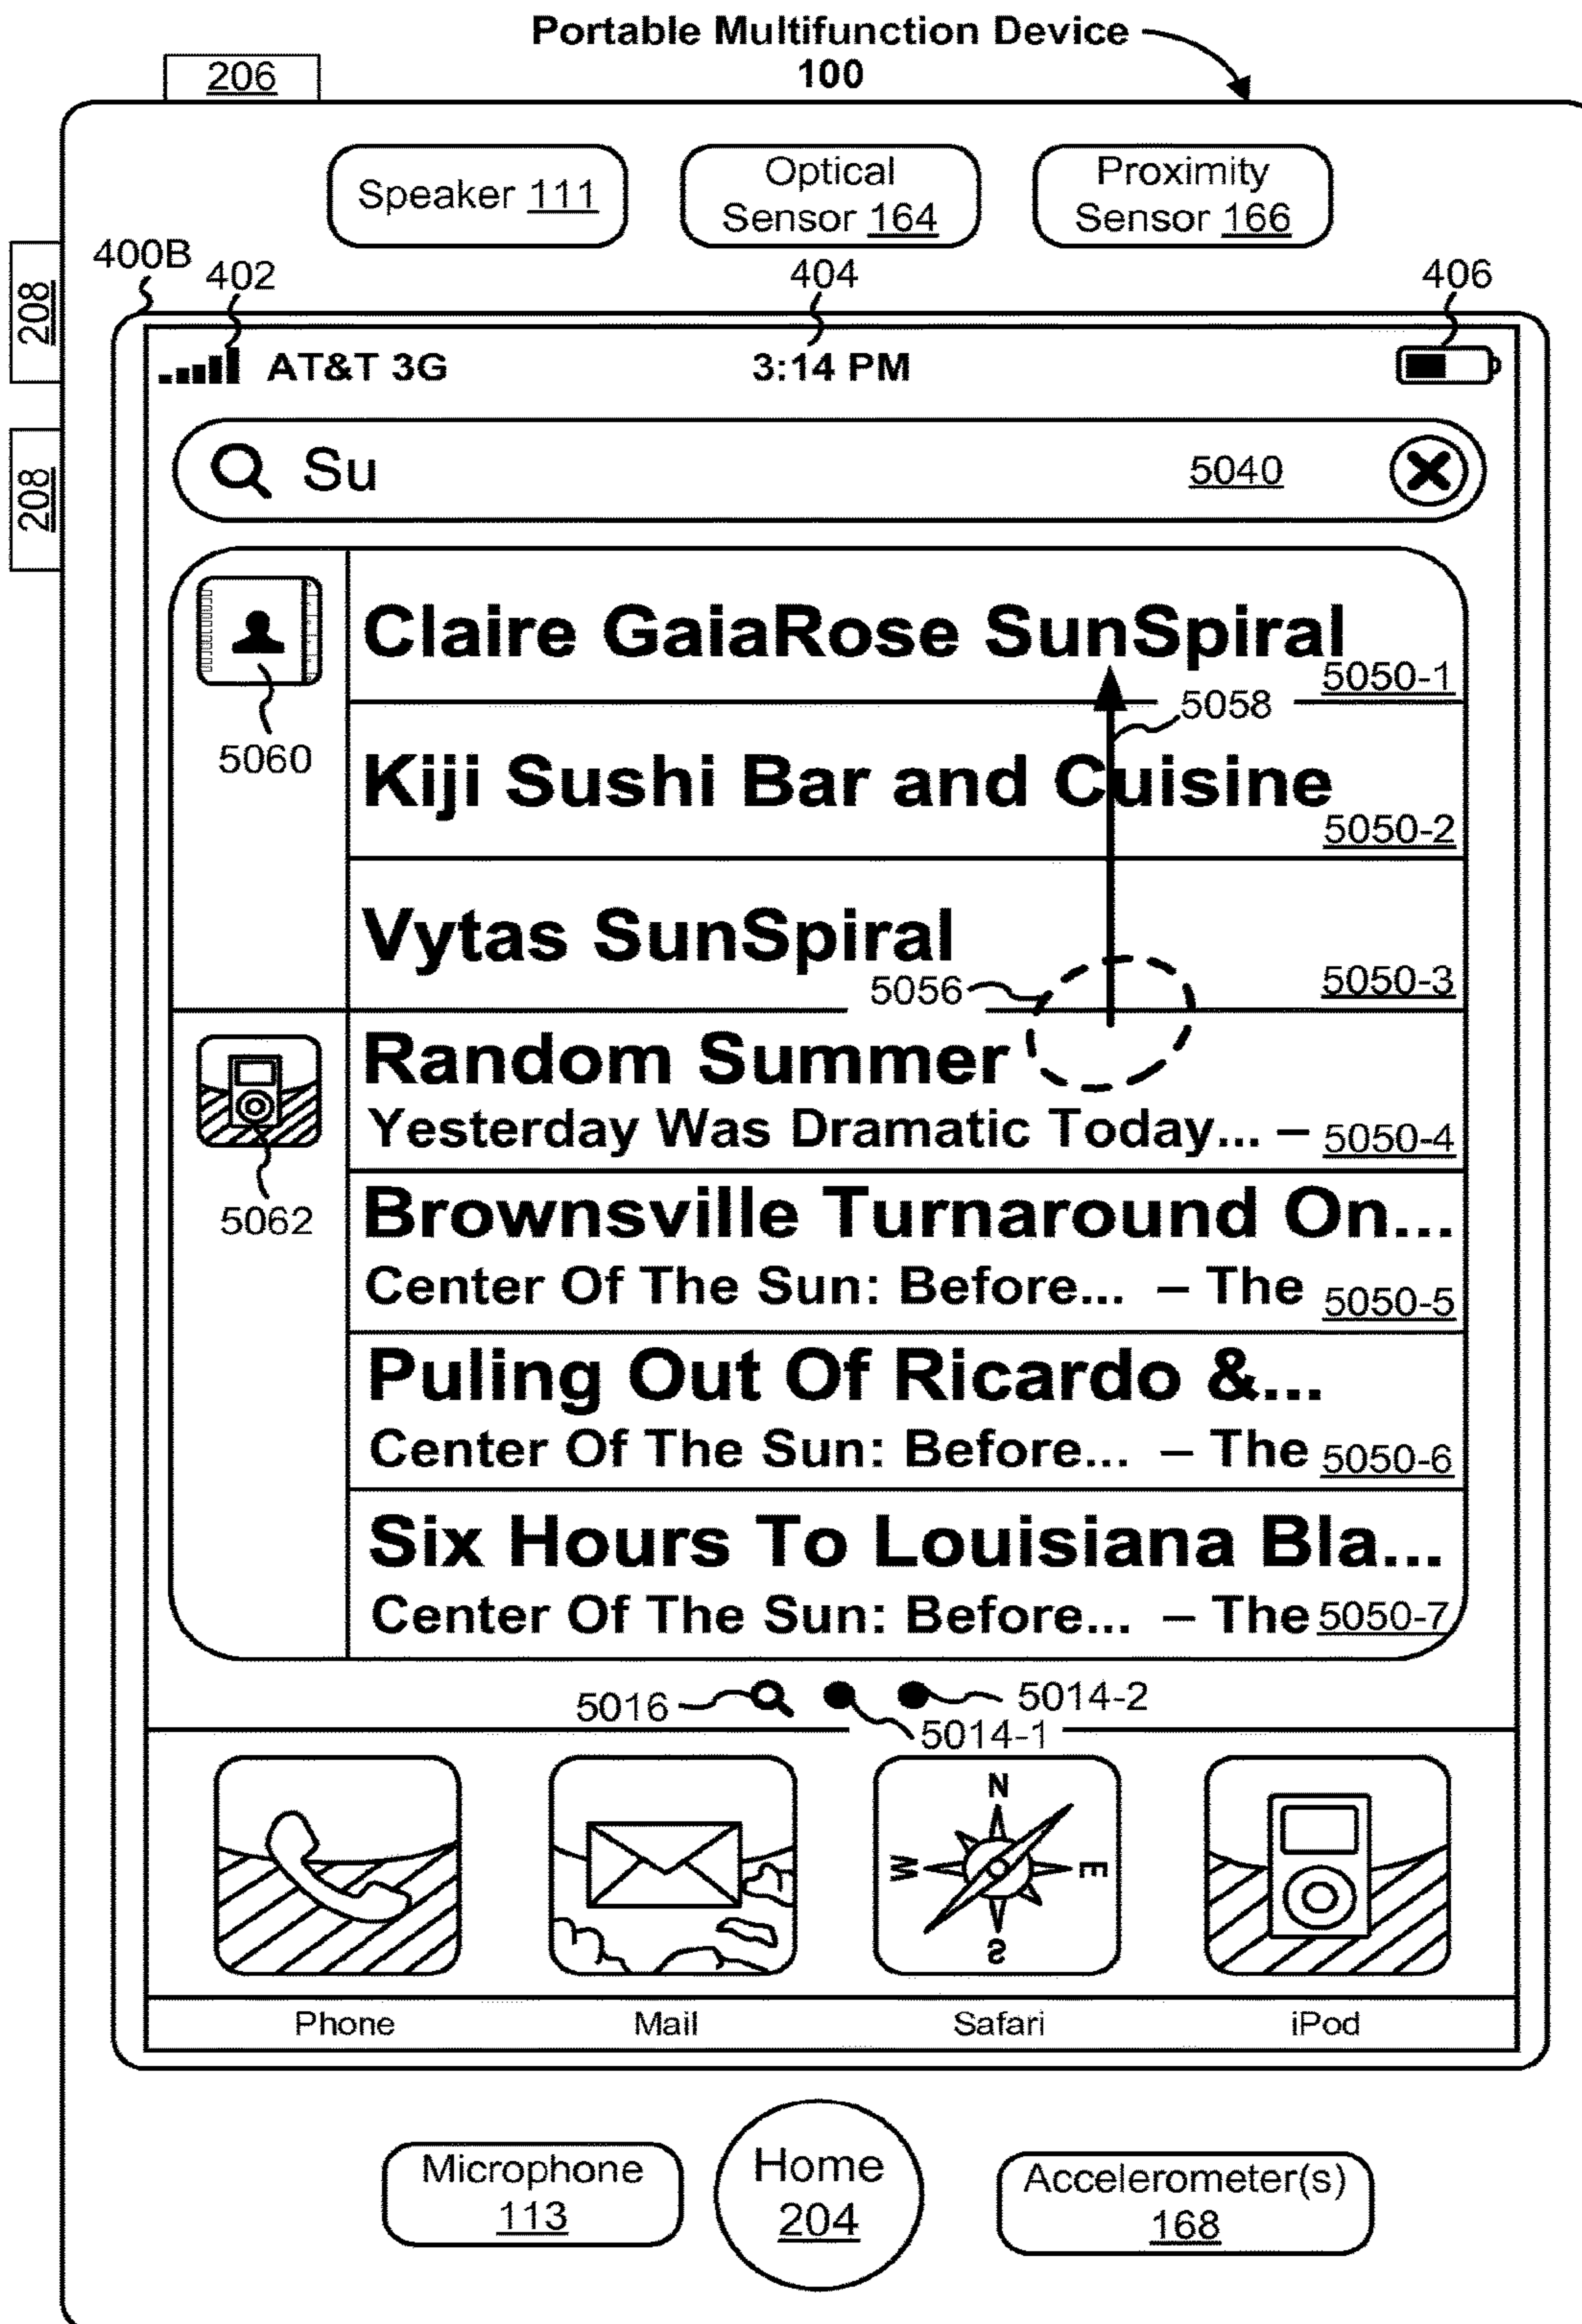 Portable Multifunction Device
100
206
Speaker 111
Optical
Sensor 164
Proximity
Sensor 166
208
208
400B
402
404
406
AT&T 3G
3:14 PM
Su
5040
Claire GaiaRose SunSpiral
5050-1
5058
5060
Kiji Sushi Bar and Cuisine
5050-2
Vytas SunSpiral
5056
5050-3
Random Summer
Yesterday Was Dramatic Today... –
5050-4
5062
Brownsville Turnaround On...
Center Of The Sun: Before... – The
5050-5
Puling Out Of Ricardo &...
Center Of The Sun: Before... – The
5050-6
Six Hours To Louisiana Bla...
Center Of The Sun: Before... – The
5050-7
5016
5014-2
5014-1
N
W
E
S
Phone
Mail
Safari
iPod
Microphone
113
Home
204
Accelerometer(s)
168